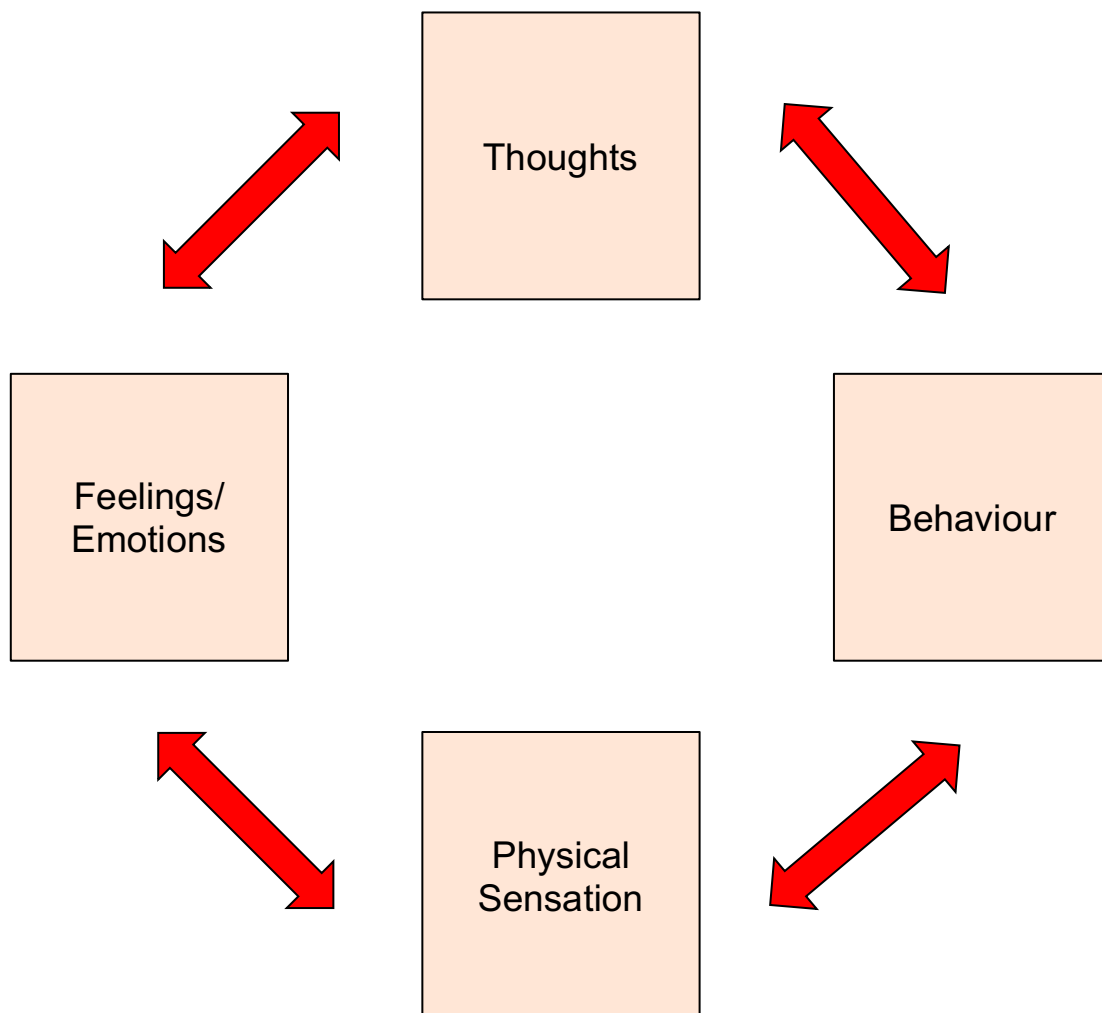 Thoughts
Feelings/
Emotions
Behaviour
Physical
Sensation